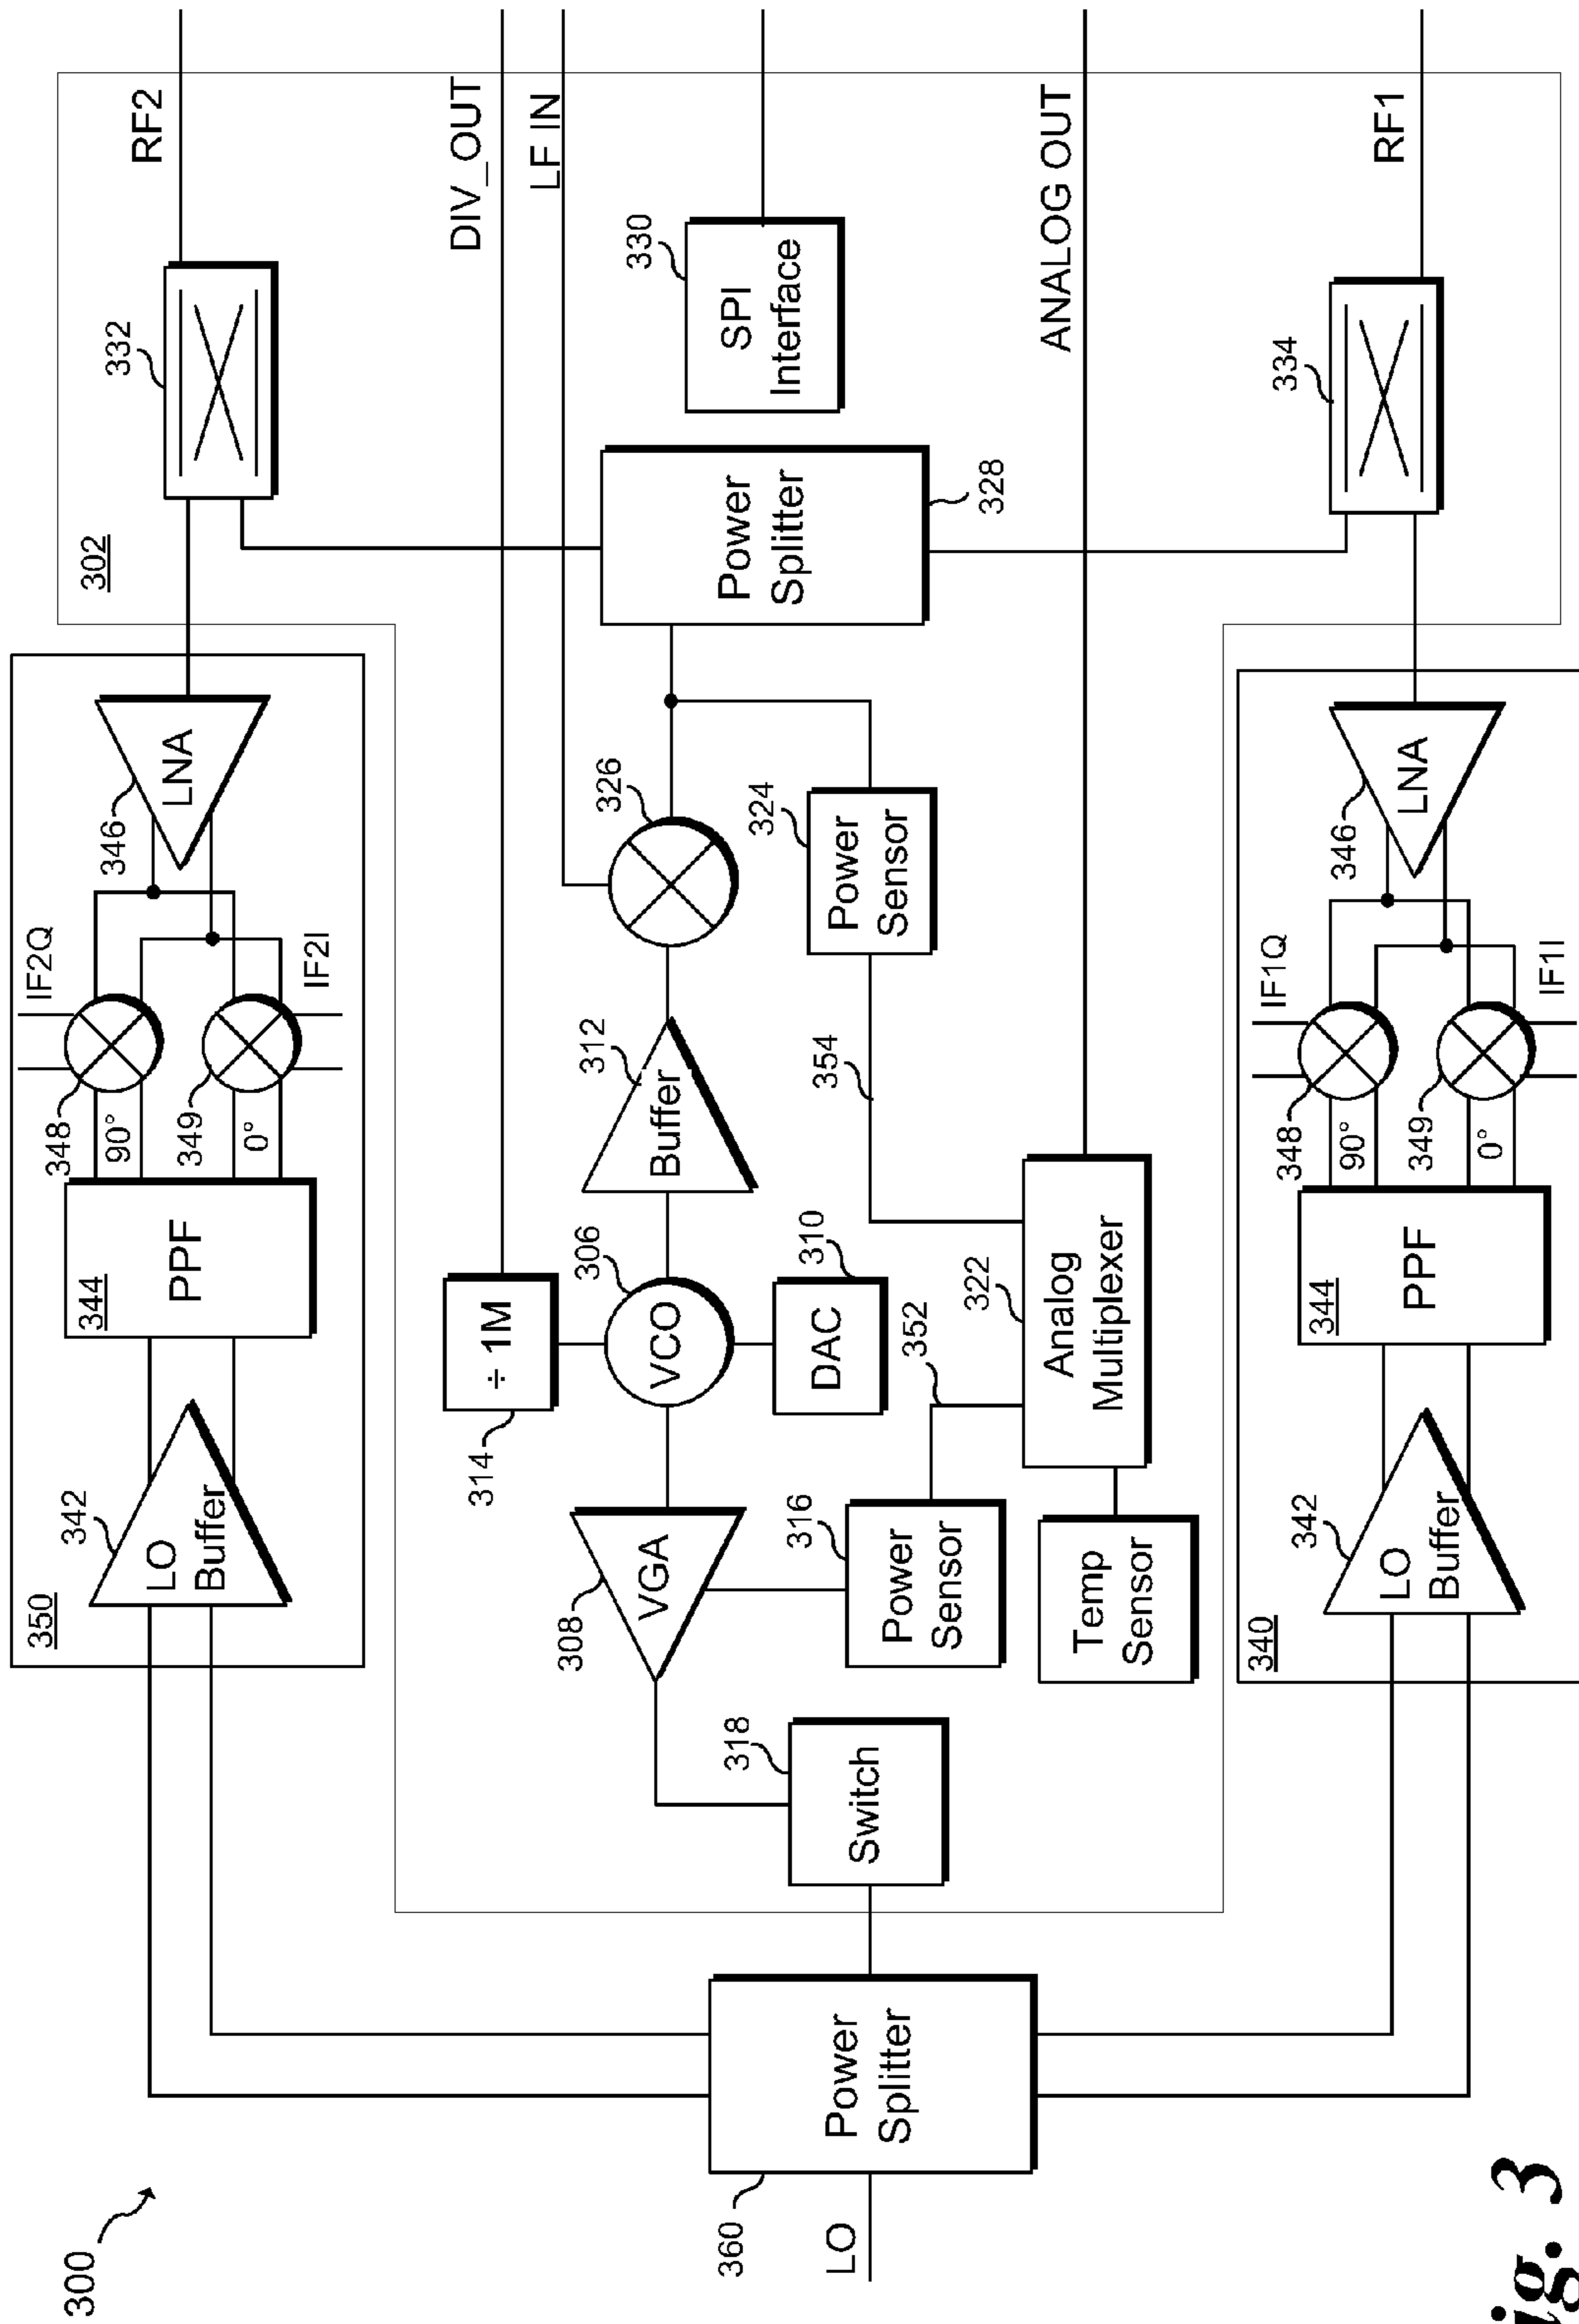 300
350
LO
Buffer
342
344
PPF
348
90°
349
0°
IF2Q
IF2I
346
LNA
302
332
RF2
DIV_OUT
LF IN
÷ 1M
314
VCO
306
DAC
310
Buffer
312
326
VGA
308
Power
Sensor
316
352
354
Power
Sensor
324
Power
Splitter
328
SPI
Interface
330
Switch
318
Temp
Sensor
Analog
Multiplexer
322
ANALOG OUT
Power
Splitter
360
LO
340
LO
Buffer
342
344
PPF
348
90°
349
0°
IF1Q
IF1I
346
LNA
334
RF1
ig. 3